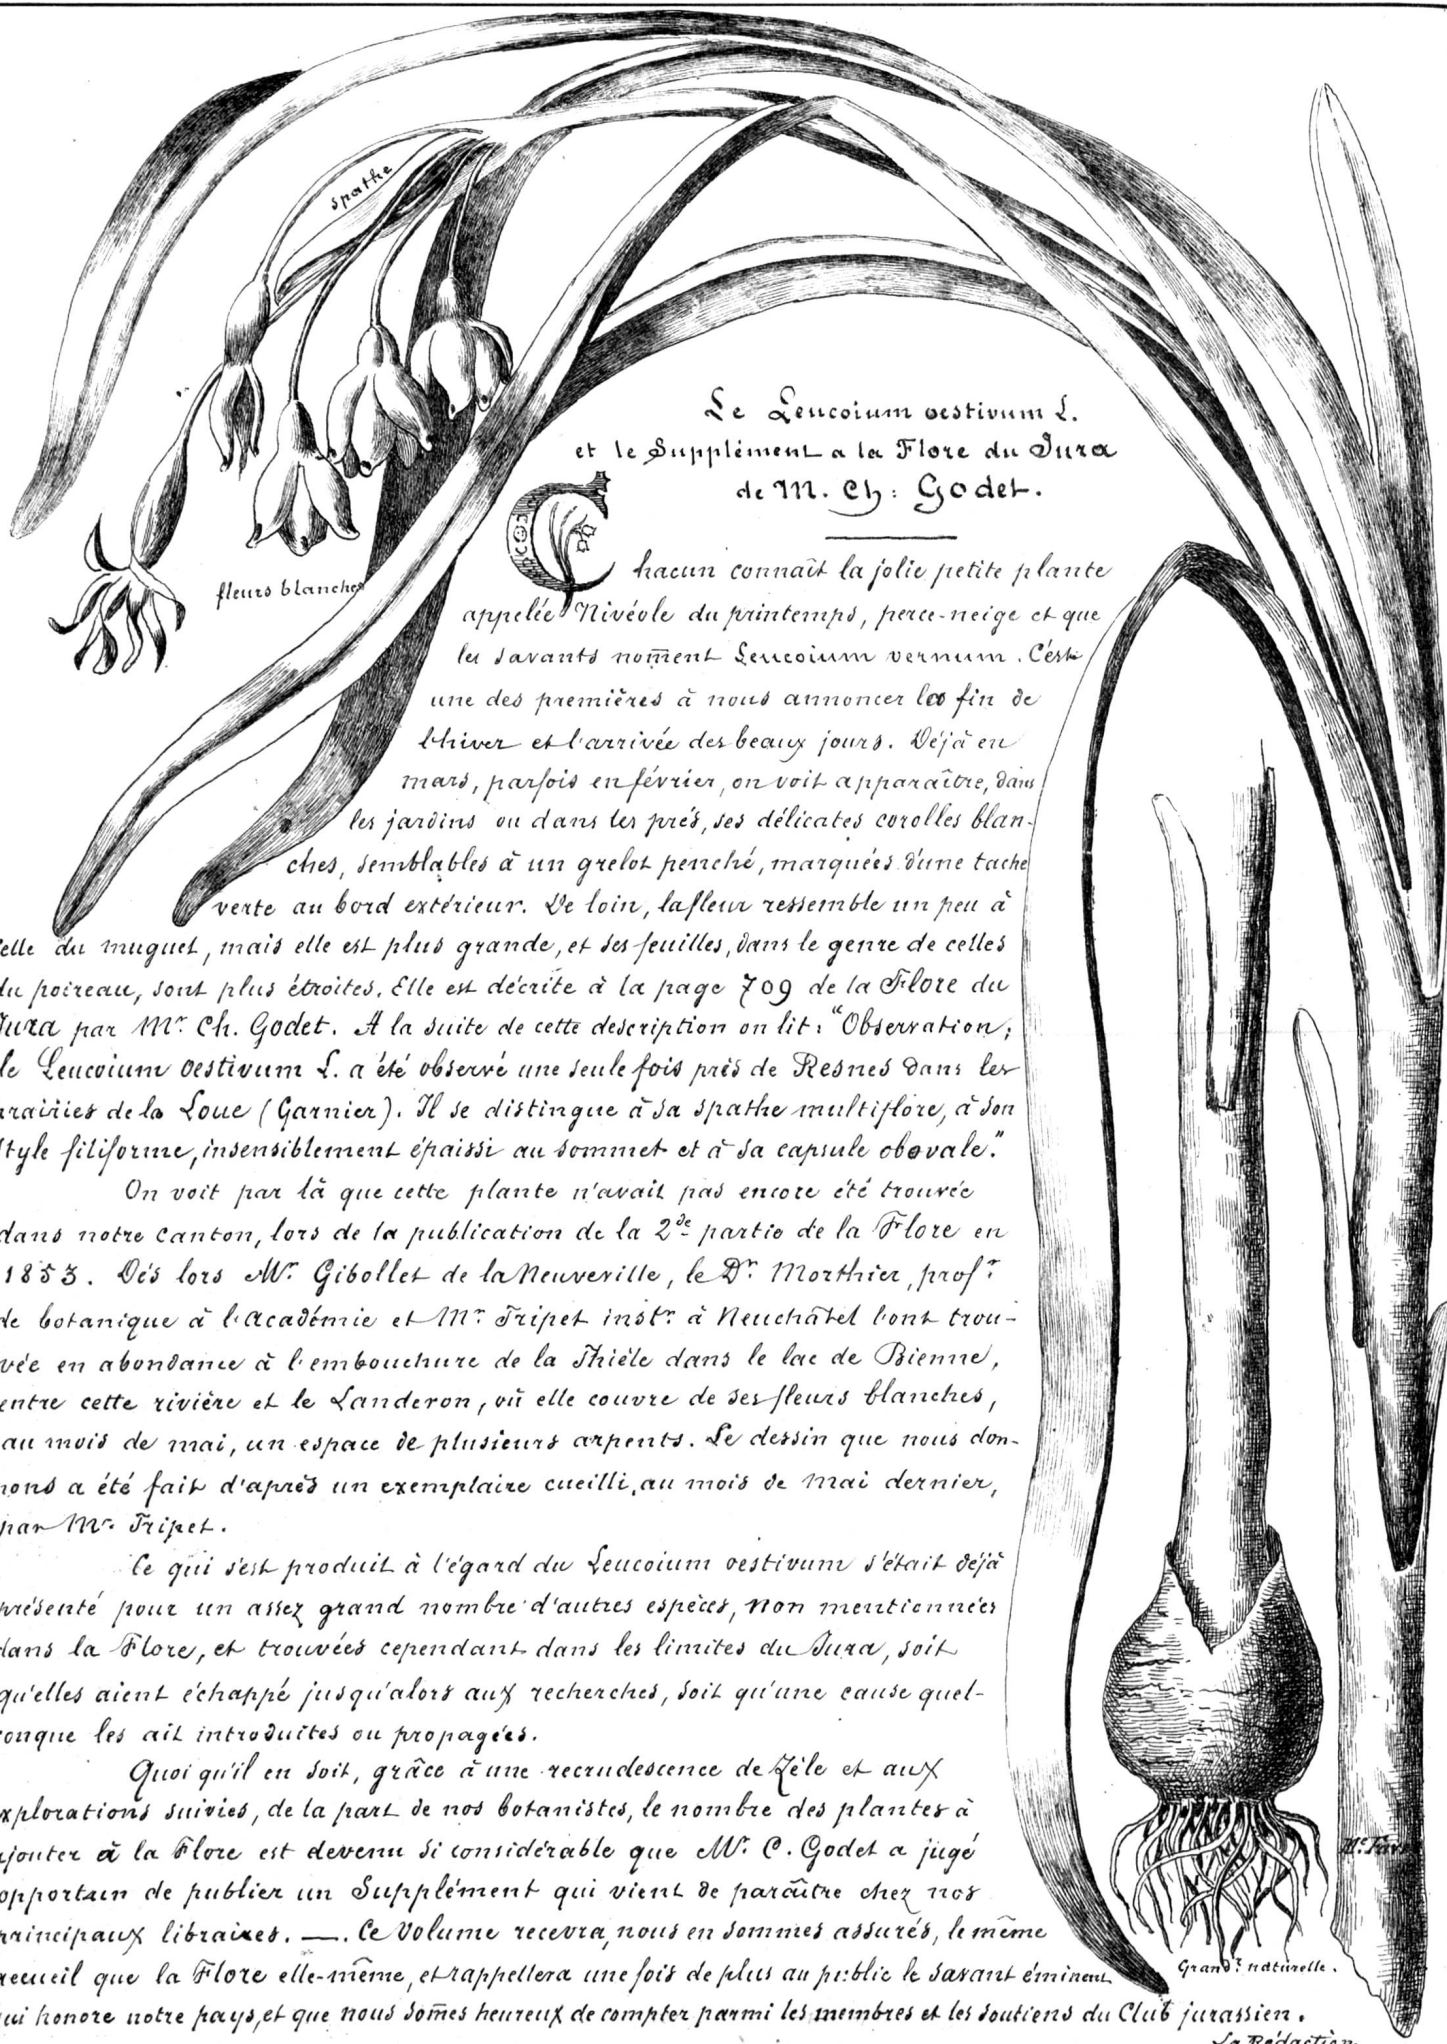 spathe
fleurs blanches
Le Leucoium œstivum L.
et le Supplément a la Flore du Jura
de M. Ch: Godet.
Chacun connaît la jolie petite plante
appelée Nivéole du printemps, perce-neige et que
les savants nom̄ent Leucoium vernum. C'est
une des premières à nous annoncer la fin de
l'hiver et l'arrivée des beaux jours. Déjà en
mars, parfois en février, on voit apparaître, dans
les jardins ou dans les prés, ses délicates corolles blan-
ches, semblables à un grelot penché, marquées d'une tache
verte au bord extérieur. De loin, la fleur ressemble un peu à
celle du muguet, mais elle est plus grande, et ses feuilles, dans le genre de celles
du poireau, sont plus étroites. Elle est décrite à la page 709 de la Flore du
Jura par Mr. Ch. Godet. A la suite de cette description on lit: "Observation;
le Leucoium œstivum L. a été observé une seule fois près de Resnes dans les
prairies de la Loue (Garnier). Il se distingue à sa spathe multiflore, à son
style filiforme, insensiblement épaissi au sommet et à sa capsule obovale."
On voit par là que cette plante n'avait pas encore été trouvée
dans notre canton, lors de la publication de la 2de partie de la Flore en
1853. Dès lors Mr. Gibollet de la Neuveville, le Dr. Morthier, profr.
de botanique à l'Académie et Mr. Tripet instr. à Neuchâtel l'ont trou-
vée en abondance à l'embouchure de la Thièle dans le lac de Bienne,
entre cette rivière et le Landeron, où elle couvre de ses fleurs blanches,
au mois de mai, un espace de plusieurs arpents. Le dessin que nous don-
nons a été fait d'après un exemplaire cueilli, au mois de mai dernier,
par Mr. Tripet.
Ce qui s'est produit à l'égard du Leucoium œstivum s'était déjà
présenté pour un assez grand nombre d'autres espèces, non mentionnées
dans la Flore, et trouvées cependant dans les limites du Jura, soit
qu'elles aient échappé jusqu'alors aux recherches, soit qu'une cause quel-
conque les ait introduites ou propagées.
Quoi qu'il en soit, grâce à une recrudescence de Zèle et aux
explorations suivies, de la part de nos botanistes, le nombre des plantes à
ajouter à la Flore est devenu si considérable que Mr. C. Godet a jugé
opportun de publier un Supplément qui vient de paraître chez nos
principaux libraires. —. Ce Volume recevra, nous en sommes assurés, le même
accueil que la Flore elle-même, et rappellera une fois de plus au public le savant éminent
qui honore notre pays, et que nous som̄es heureux de compter parmi les membres et les soutiens du Club jurassien.
Grandr. naturelle.
La Rédaction